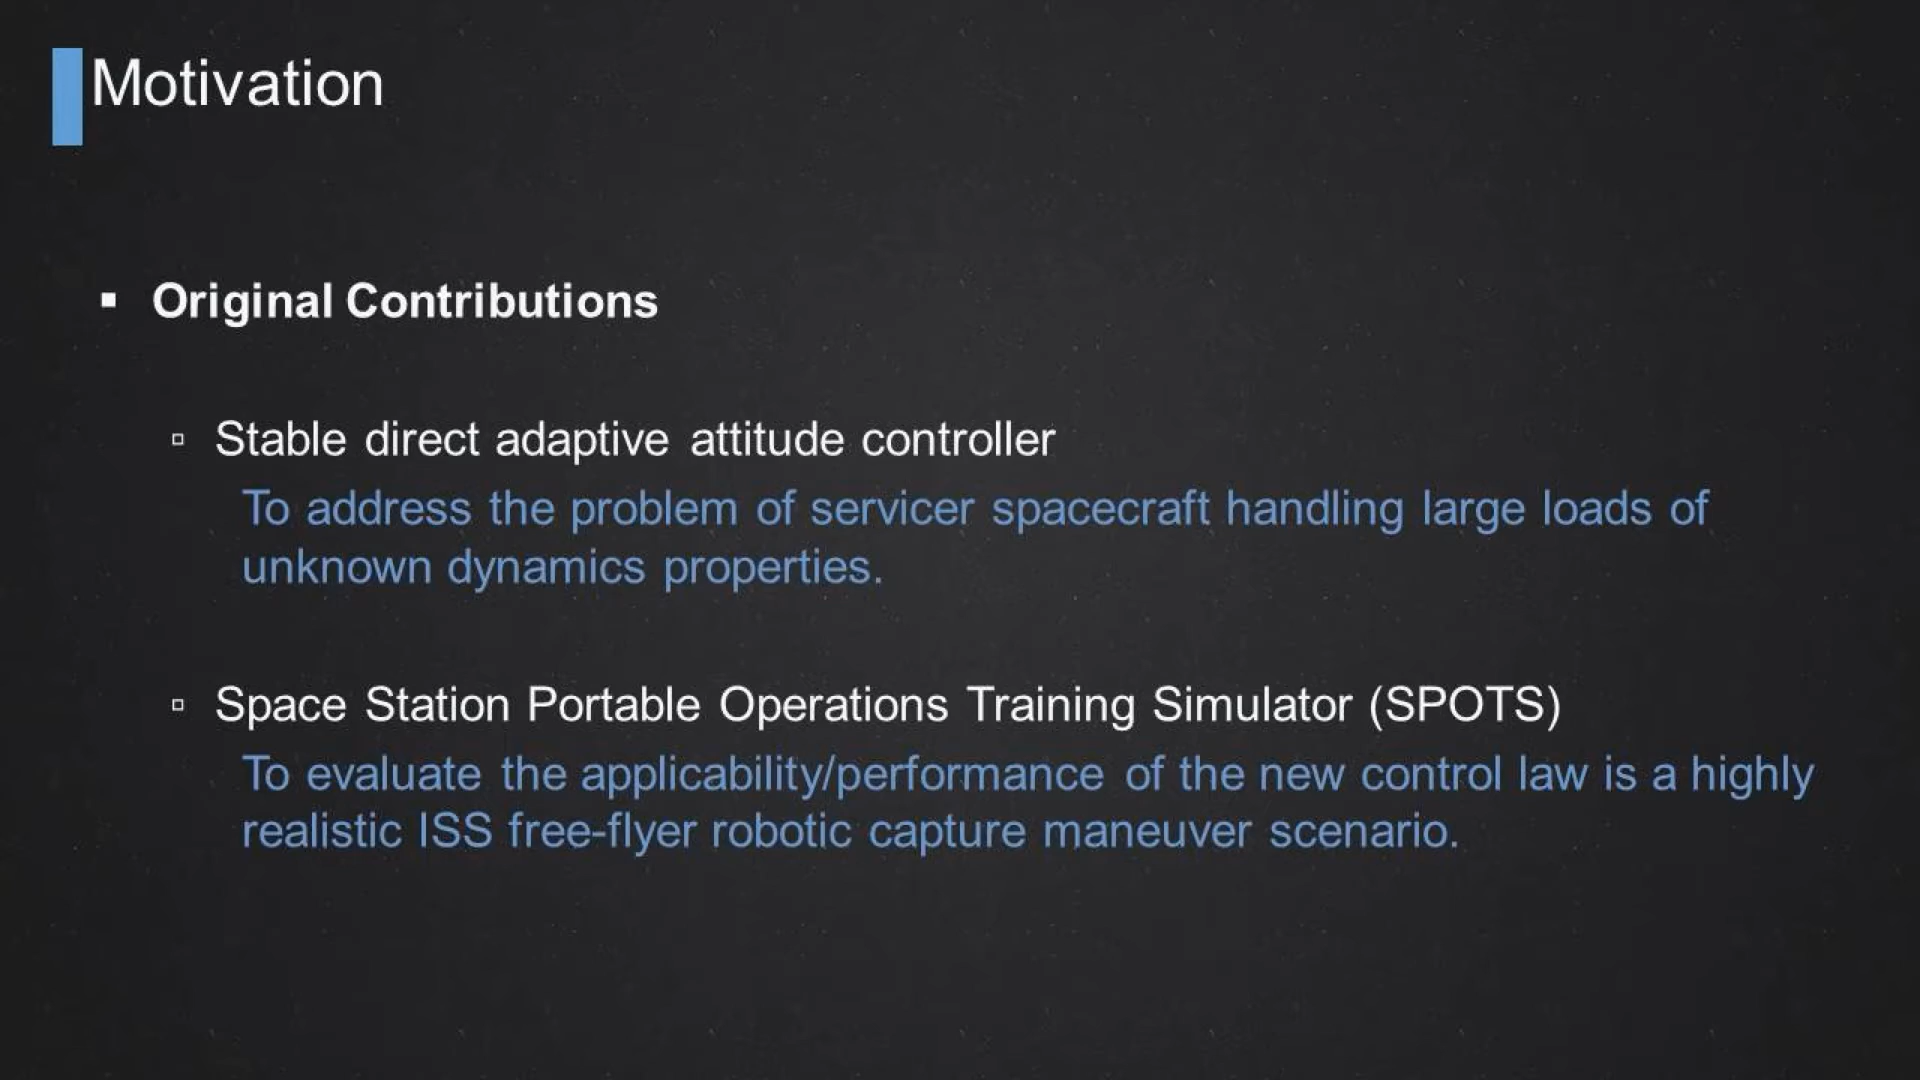 Motivation
Original Contributions
Stable direct adaptive attitude controller
To address the problem of servicer spacecraft handling large loads of
unknown dynamics properties.
Space Station Portable Operations Training Simulator (SPOTS)
To evaluate the applicability/performance of the new control law is a highly
realistic ISS free-flyer robotic capture maneuver scenario.